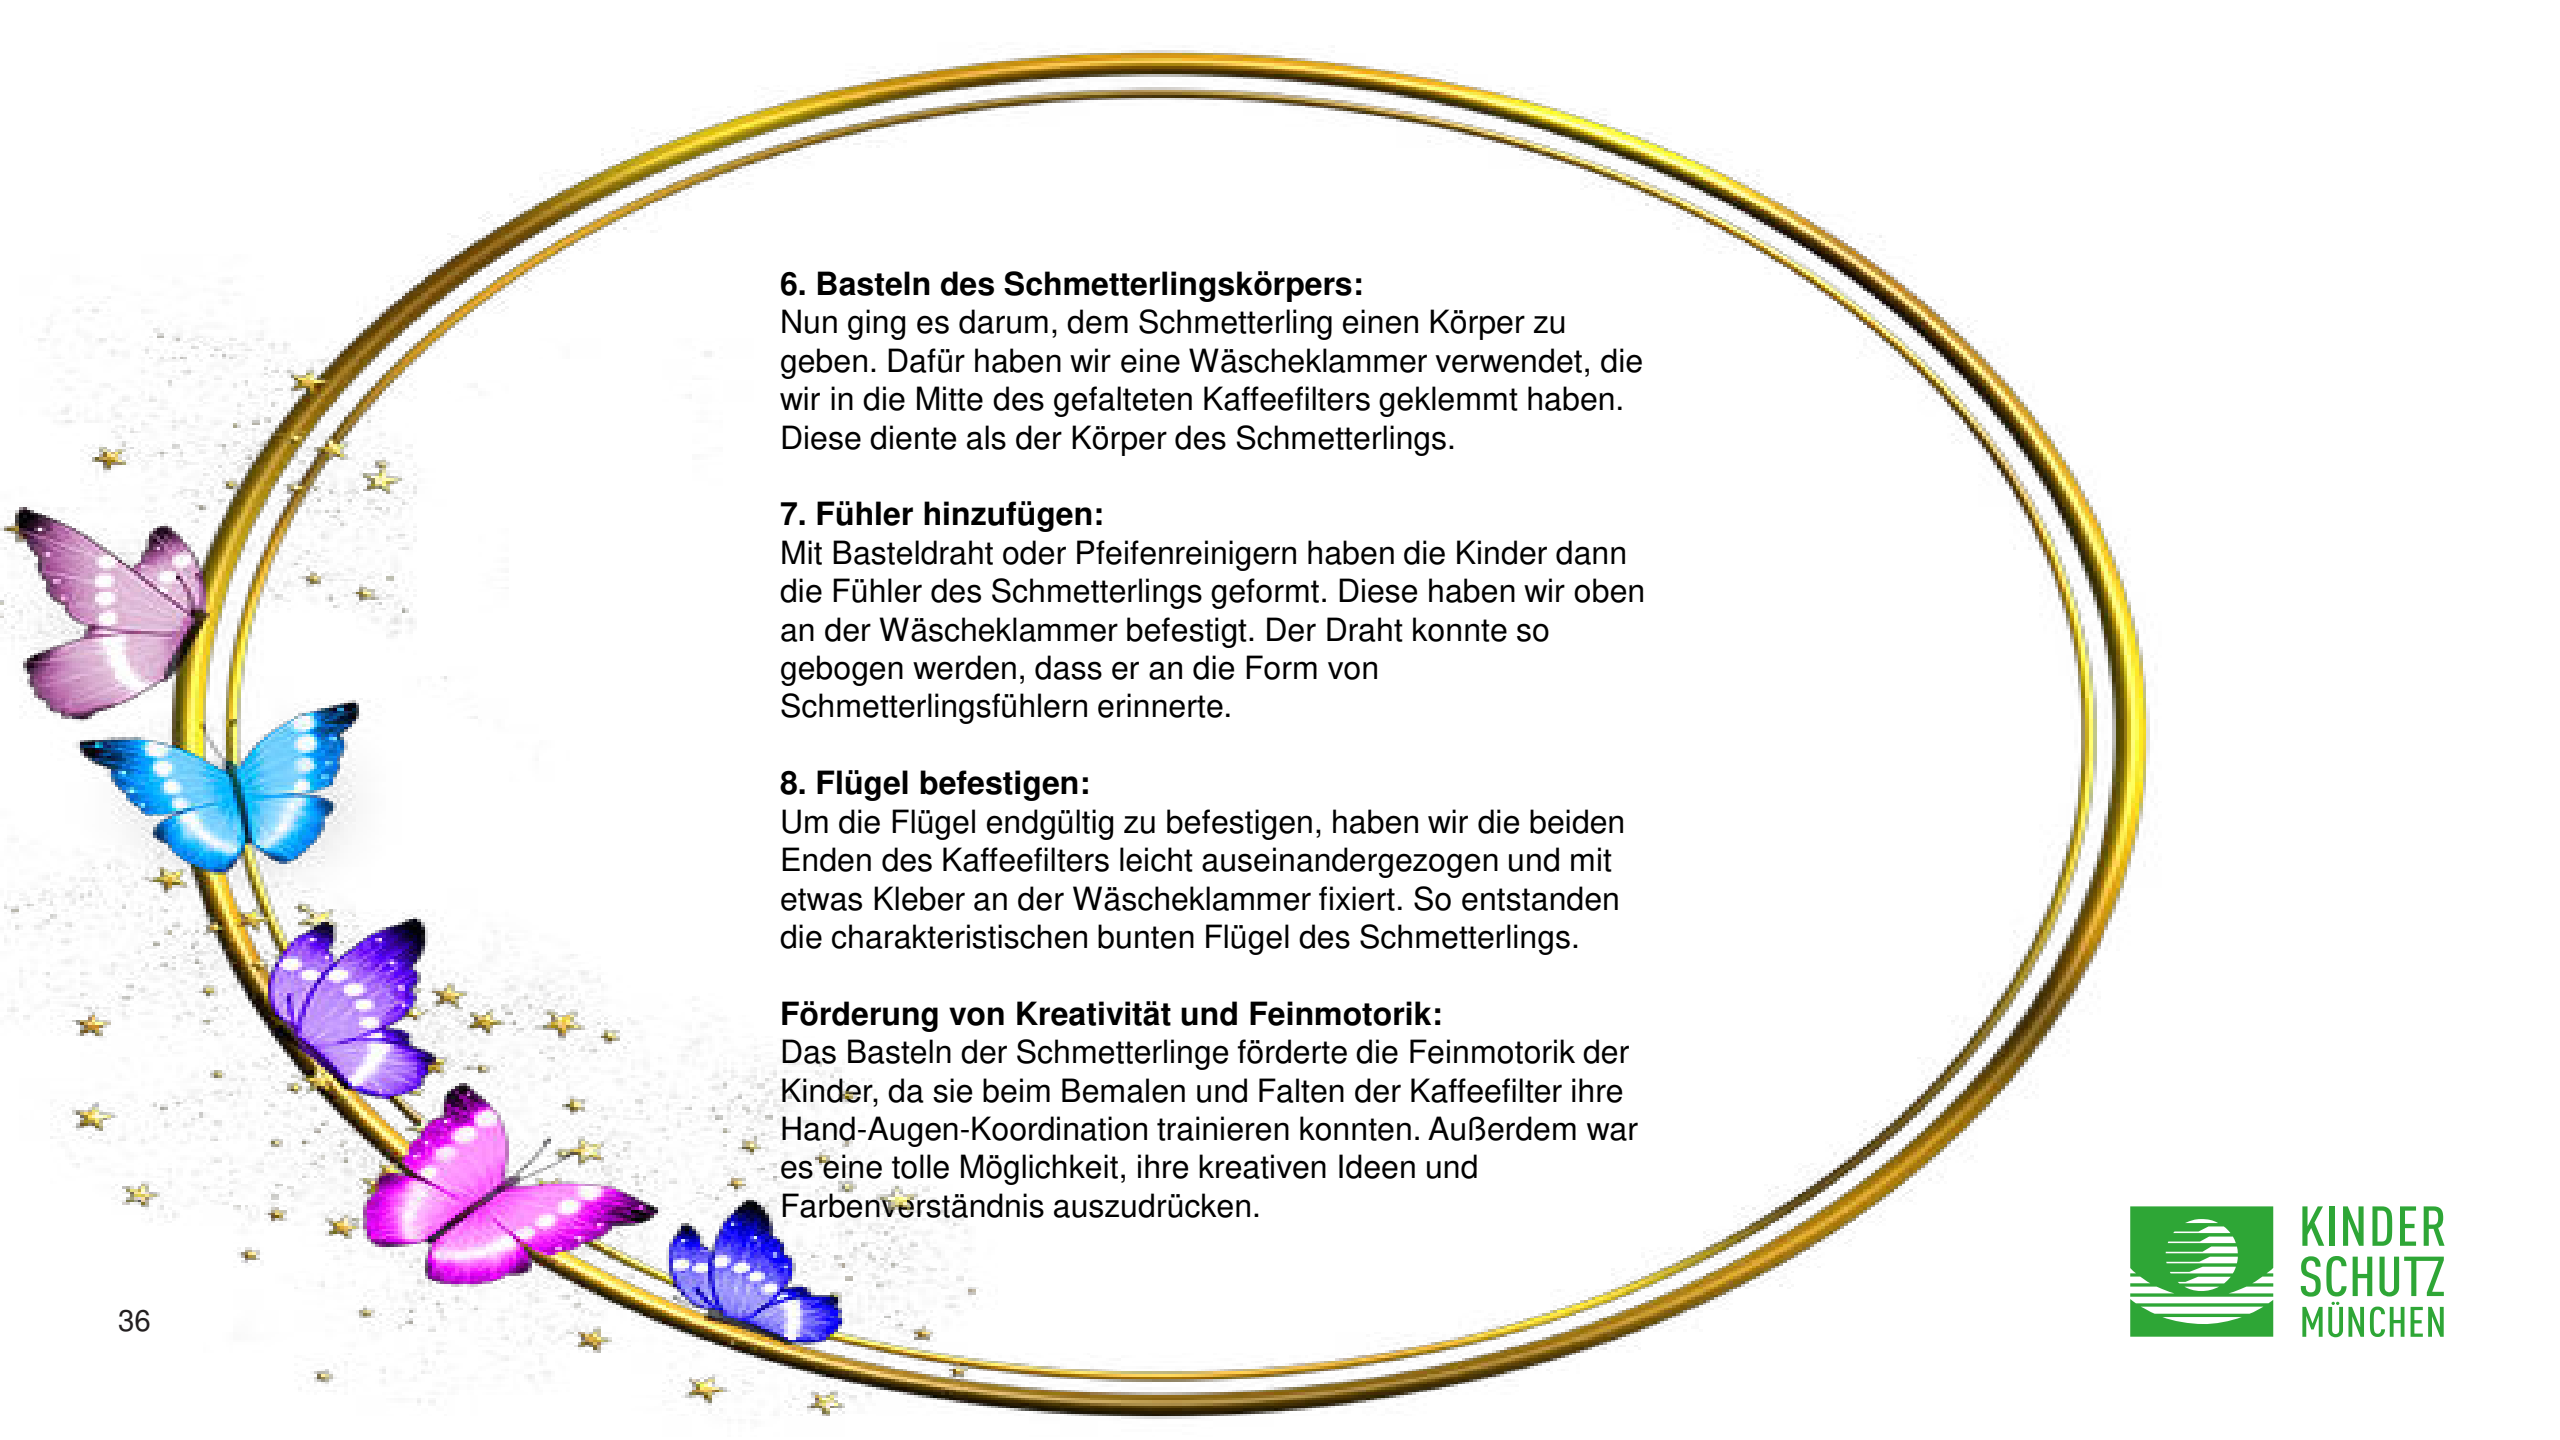 6. Basteln des Schmetterlingskörpers:
Nun ging es darum, dem Schmetterling einen Körper zu
geben. Dafür haben wir eine Wäscheklammer verwendet, die
wir in die Mitte des gefalteten Kaffeefilters geklemmt haben.
Diese diente als der Körper des Schmetterlings.
7. Fühler hinzufügen:
Mit Basteldraht oder Pfeifenreinigern haben die Kinder dann
die Fühler des Schmetterlings geformt. Diese haben wir oben
an der Wäscheklammer befestigt. Der Draht konnte so
gebogen werden, dass er an die Form von
Schmetterlingsfühlern erinnerte.
8. Flügel befestigen:
Um die Flügel endgültig zu befestigen, haben wir die beiden
Enden des Kaffeefilters leicht auseinandergezogen und mit
etwas Kleber an der Wäscheklammer fixiert. So entstanden
die charakteristischen bunten Flügel des Schmetterlings.
Förderung von Kreativität und Feinmotorik:
Das Basteln der Schmetterlinge förderte die Feinmotorik der
Kinder, da sie beim Bemalen und Falten der Kaffeefilter ihre
Hand-Augen-Koordination trainieren konnten. Außerdem war
es eine tolle Möglichkeit, ihre kreativen Ideen und
Farbenverständnis auszudrücken.
36
KINDER
SCHUTZ
MÜNCHEN